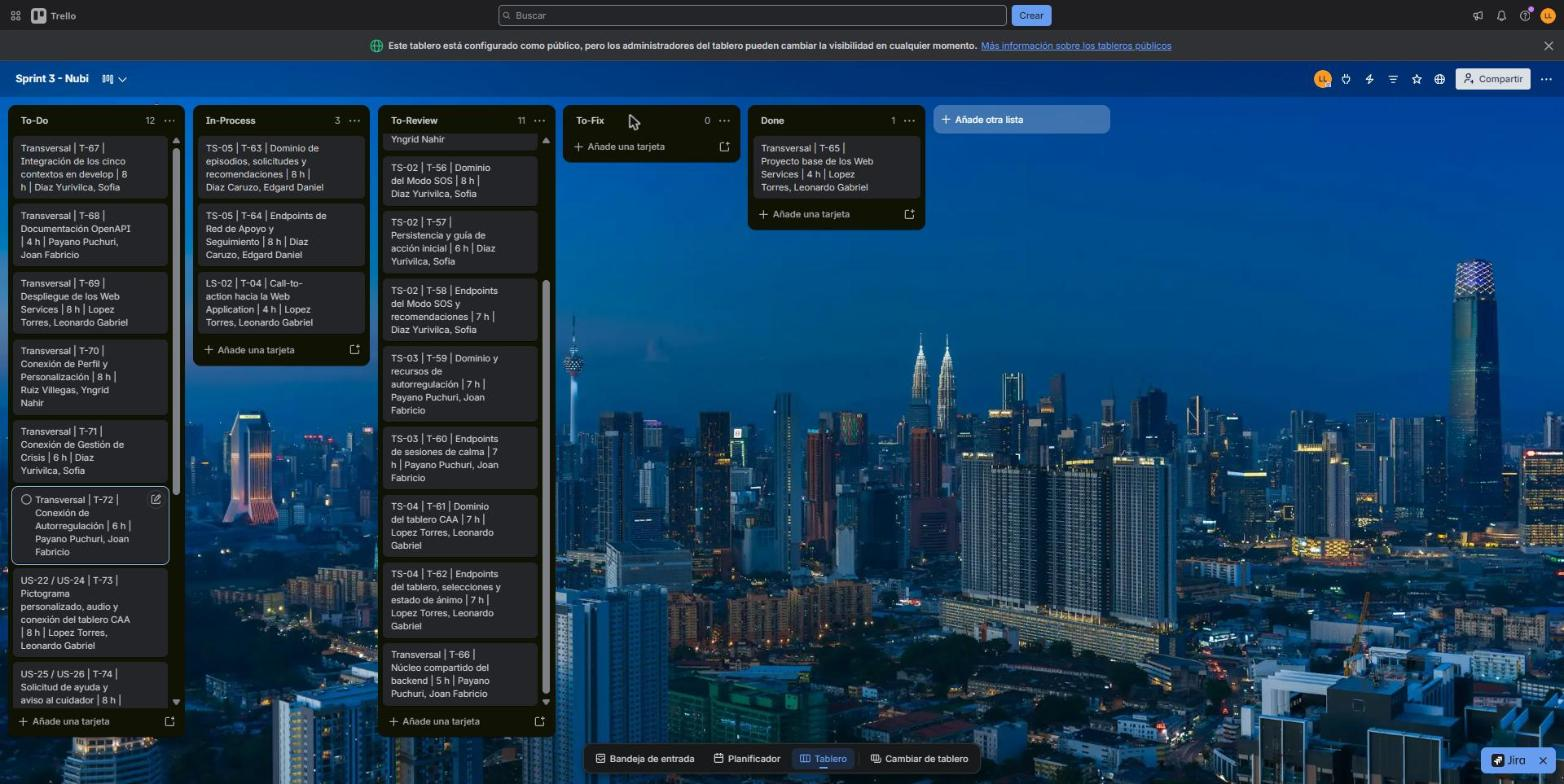 Trello
Buscar
Crear
LL
Este tablero está configurado como público, pero los administradores del tablero pueden cambiar la visibilidad en cualquier momento. Más información sobre los tableros públicos
Sprint 3 - Nubi
LL
Compartir
To-Do
12
Transversal | T-67 |
Integración de los cinco
contextos en develop | 8
h | Diaz Yurivilca, Sofia
Transversal | T-68 |
Documentación OpenAPI
| 4 h | Payano Puchuri,
Joan Fabricio
Transversal | T-69 |
Despliegue de los Web
Services | 8 h | Lopez
Torres, Leonardo Gabriel
Transversal | T-70 |
Conexión de Perfil y
Personalización | 8 h |
Ruiz Villegas, Yngrid
Nahir
Transversal | T-71 |
Conexión de Gestión de
Crisis | 6 h | Diaz
Yurivilca, Sofia
Transversal | T-72 |
Conexión de
Autorregulación | 6 h |
Payano Puchuri, Joan
Fabricio
US-22 / US-24 | T-73 |
Pictograma
personalizado, audio y
conexión del tablero CAA
| 8 h | Lopez Torres,
Leonardo Gabriel
US-25 / US-26 | T-74 |
Solicitud de ayuda y
aviso al cuidador | 8 h |
Añade una tarjeta
In-Process
3
TS-05 | T-63 | Dominio de
episodios, solicitudes y
recomendaciones | 8 h |
Diaz Caruzo, Edgard Daniel
TS-05 | T-64 | Endpoints de
Red de Apoyo y
Seguimiento | 8 h | Diaz
Caruzo, Edgard Daniel
LS-02 | T-04 | Call-to-
action hacia la Web
Application | 4 h | Lopez
Torres, Leonardo Gabriel
Añade una tarjeta
To-Review
11
Yngrid Nahir
TS-02 | T-56 | Dominio
del Modo SOS | 8 h |
Diaz Yurivilca, Sofia
TS-02 | T-57 |
Persistencia y guía de
acción inicial | 6 h | Diaz
Yurivilca, Sofia
TS-02 | T-58 | Endpoints
del Modo SOS y
recomendaciones | 7 h |
Diaz Yurivilca, Sofia
TS-03 | T-59 | Dominio y
recursos de
autorregulación | 7 h |
Payano Puchuri, Joan
Fabricio
TS-03 | T-60 | Endpoints
de sesiones de calma | 7
h | Payano Puchuri, Joan
Fabricio
TS-04 | T-61 | Dominio
del tablero CAA | 7 h |
Lopez Torres, Leonardo
Gabriel
TS-04 | T-62 | Endpoints
del tablero, selecciones y
estado de ánimo | 7 h |
Lopez Torres, Leonardo
Gabriel
Transversal | T-66 |
Núcleo compartido del
backend | 5 h | Payano
Puchuri, Joan Fabricio
Añade una tarjeta
To-Fix
0
Añade una tarjeta
Done
1
Transversal | T-65 |
Proyecto base de los Web
Services | 4 h | Lopez
Torres, Leonardo Gabriel
Añade una tarjeta
Añade otra lista
Bandeja de entrada
Planificador
Tablero
Cambiar de tablero
Jira